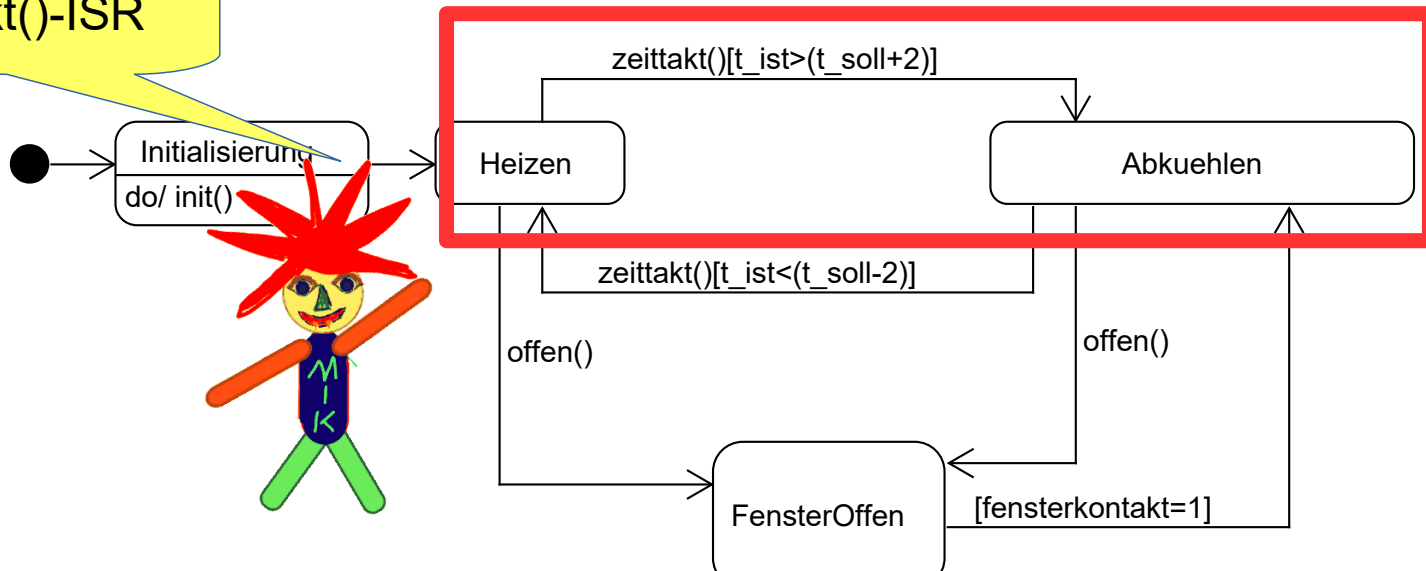 kt()-ISR
zeittakt()[t_ist>(t_soll+2)]
Initialisierung
do/ init()
Heizen
Abkuehlen
zeittakt()[t_ist<(t_soll-2)]
offen()
offen()
M
I
K
FensterOffen
[fensterkontakt=1]